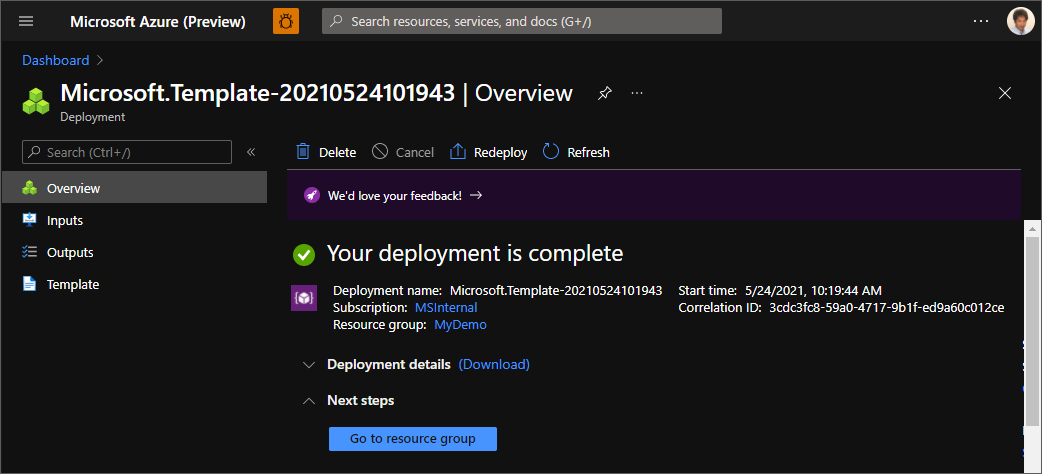 Microsoft Azure (Preview)
Search resources, services, and docs (G+/)
Dashboard
Microsoft.Template-20210524101943 | Overview
Deployment
Search (Ctrl+/)
Delete
Cancel
Redeploy
Refresh
Overview
Inputs
Outputs
Template
We'd love your feedback!
Your deployment is complete
Deployment name: Microsoft.Template-20210524101943
Subscription: MSInternal
Resource group: MyDemo
Start time: 5/24/2021, 10:19:44 AM
Correlation ID: 3cdc3fc8-59a0-4717-9b1f-ed9a60c012ce
Deployment details (Download)
Next steps
Go to resource group